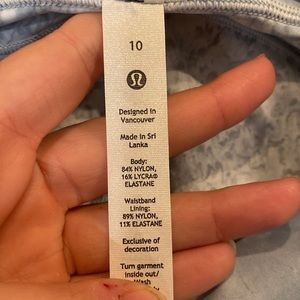 10
Designed in
Vancouver
Made in Sri
Lanka
Body:
84% NYLON,
16% LYCRA®
ELASTANE
Waistband
Lining:
89% NYLON,
11% ELASTANE
Exclusive of
decoration
Turn garment
inside out/
Wash